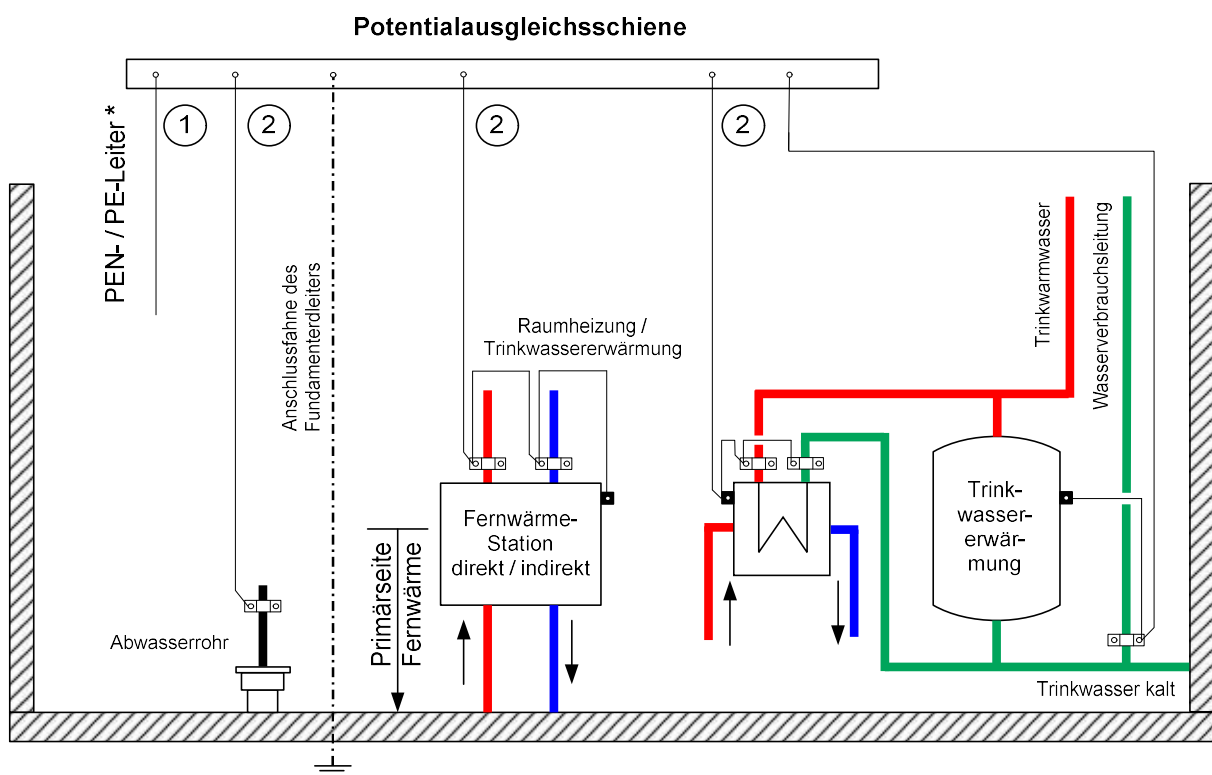 Potentialausgleichsschiene
PEN- / PE-Leiter *
1
2
2
2
Anschlussfahne des
Fundamenterdleiters
Raumheizung /
Trinkwassererwärmung
Trinkwarmwasser
Wasserverbrauchsleitung
Fernwärme-
Station
direkt / indirekt
Trink-
wasser-
erwär-
mung
Primärseite
Fernwärme
Abwasserrohr
Trinkwasser kalt